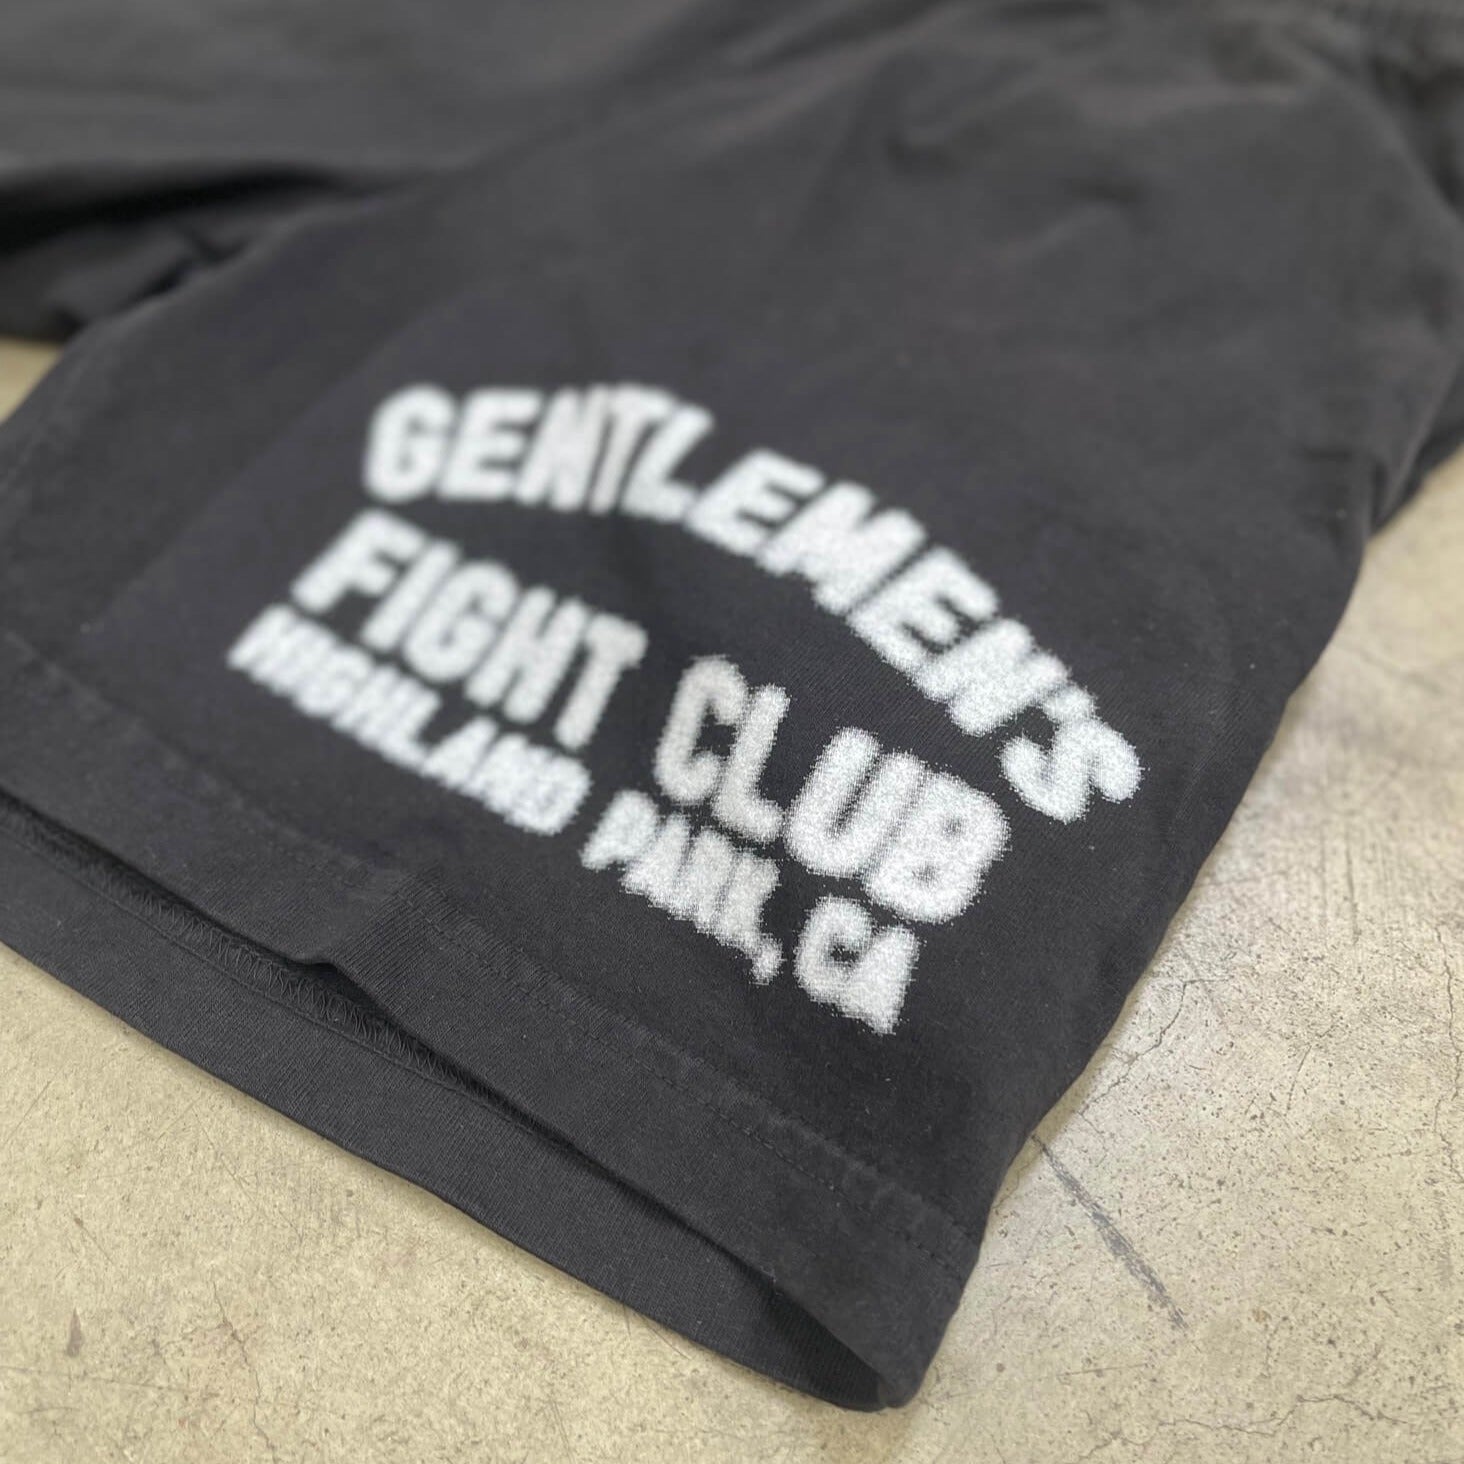 GENTLEMEN'S
FIGHT CLUB
HIGHLAND PARK, CA